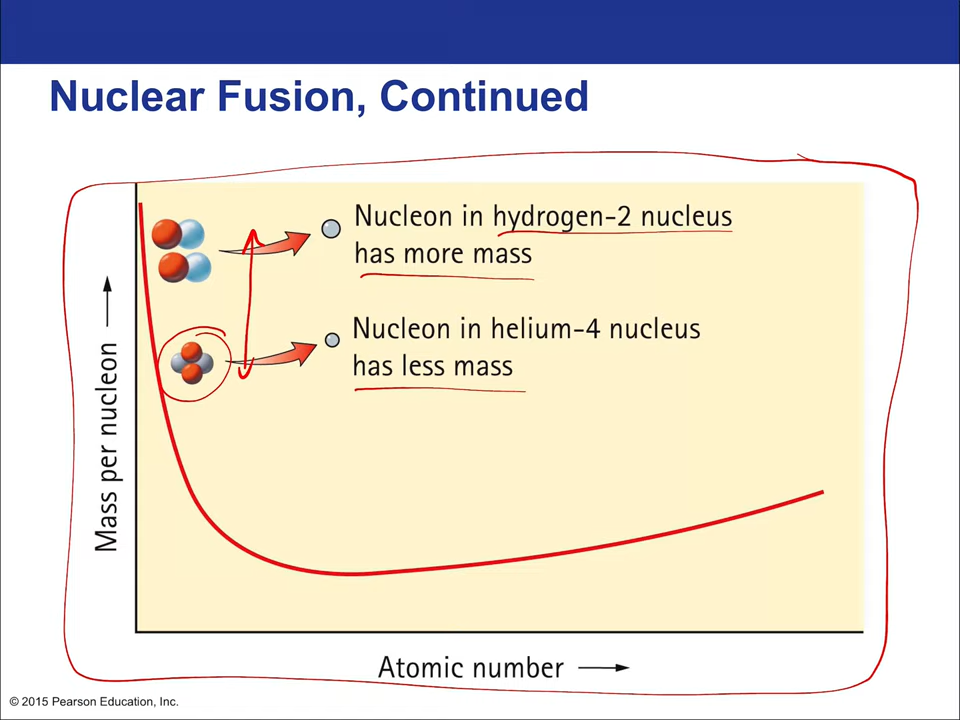 Nuclear Fusion, Continued
Nucleon in hydrogen-2 nucleus
has more mass
Nucleon in helium-4 nucleus
has less mass
Mass per nucleon
Atomic number
© 2015 Pearson Education, Inc.